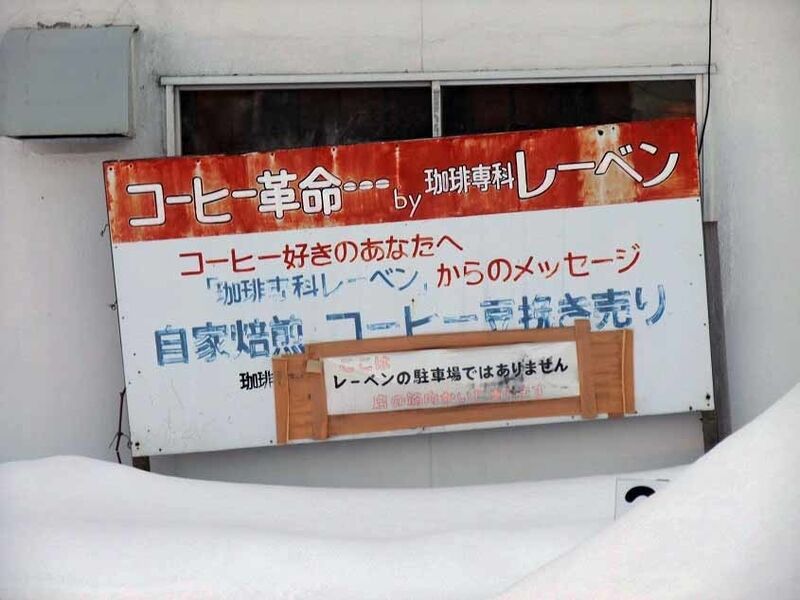 コーヒー革命・・・by 珈琲専科レーベン
コーヒー好きのあなたへ
「珈琲専科レーベン」からのメッセージ
自家焙煎 コーヒー豆挽き売り
珈琲
ここは
レーベンの駐車場ではありません